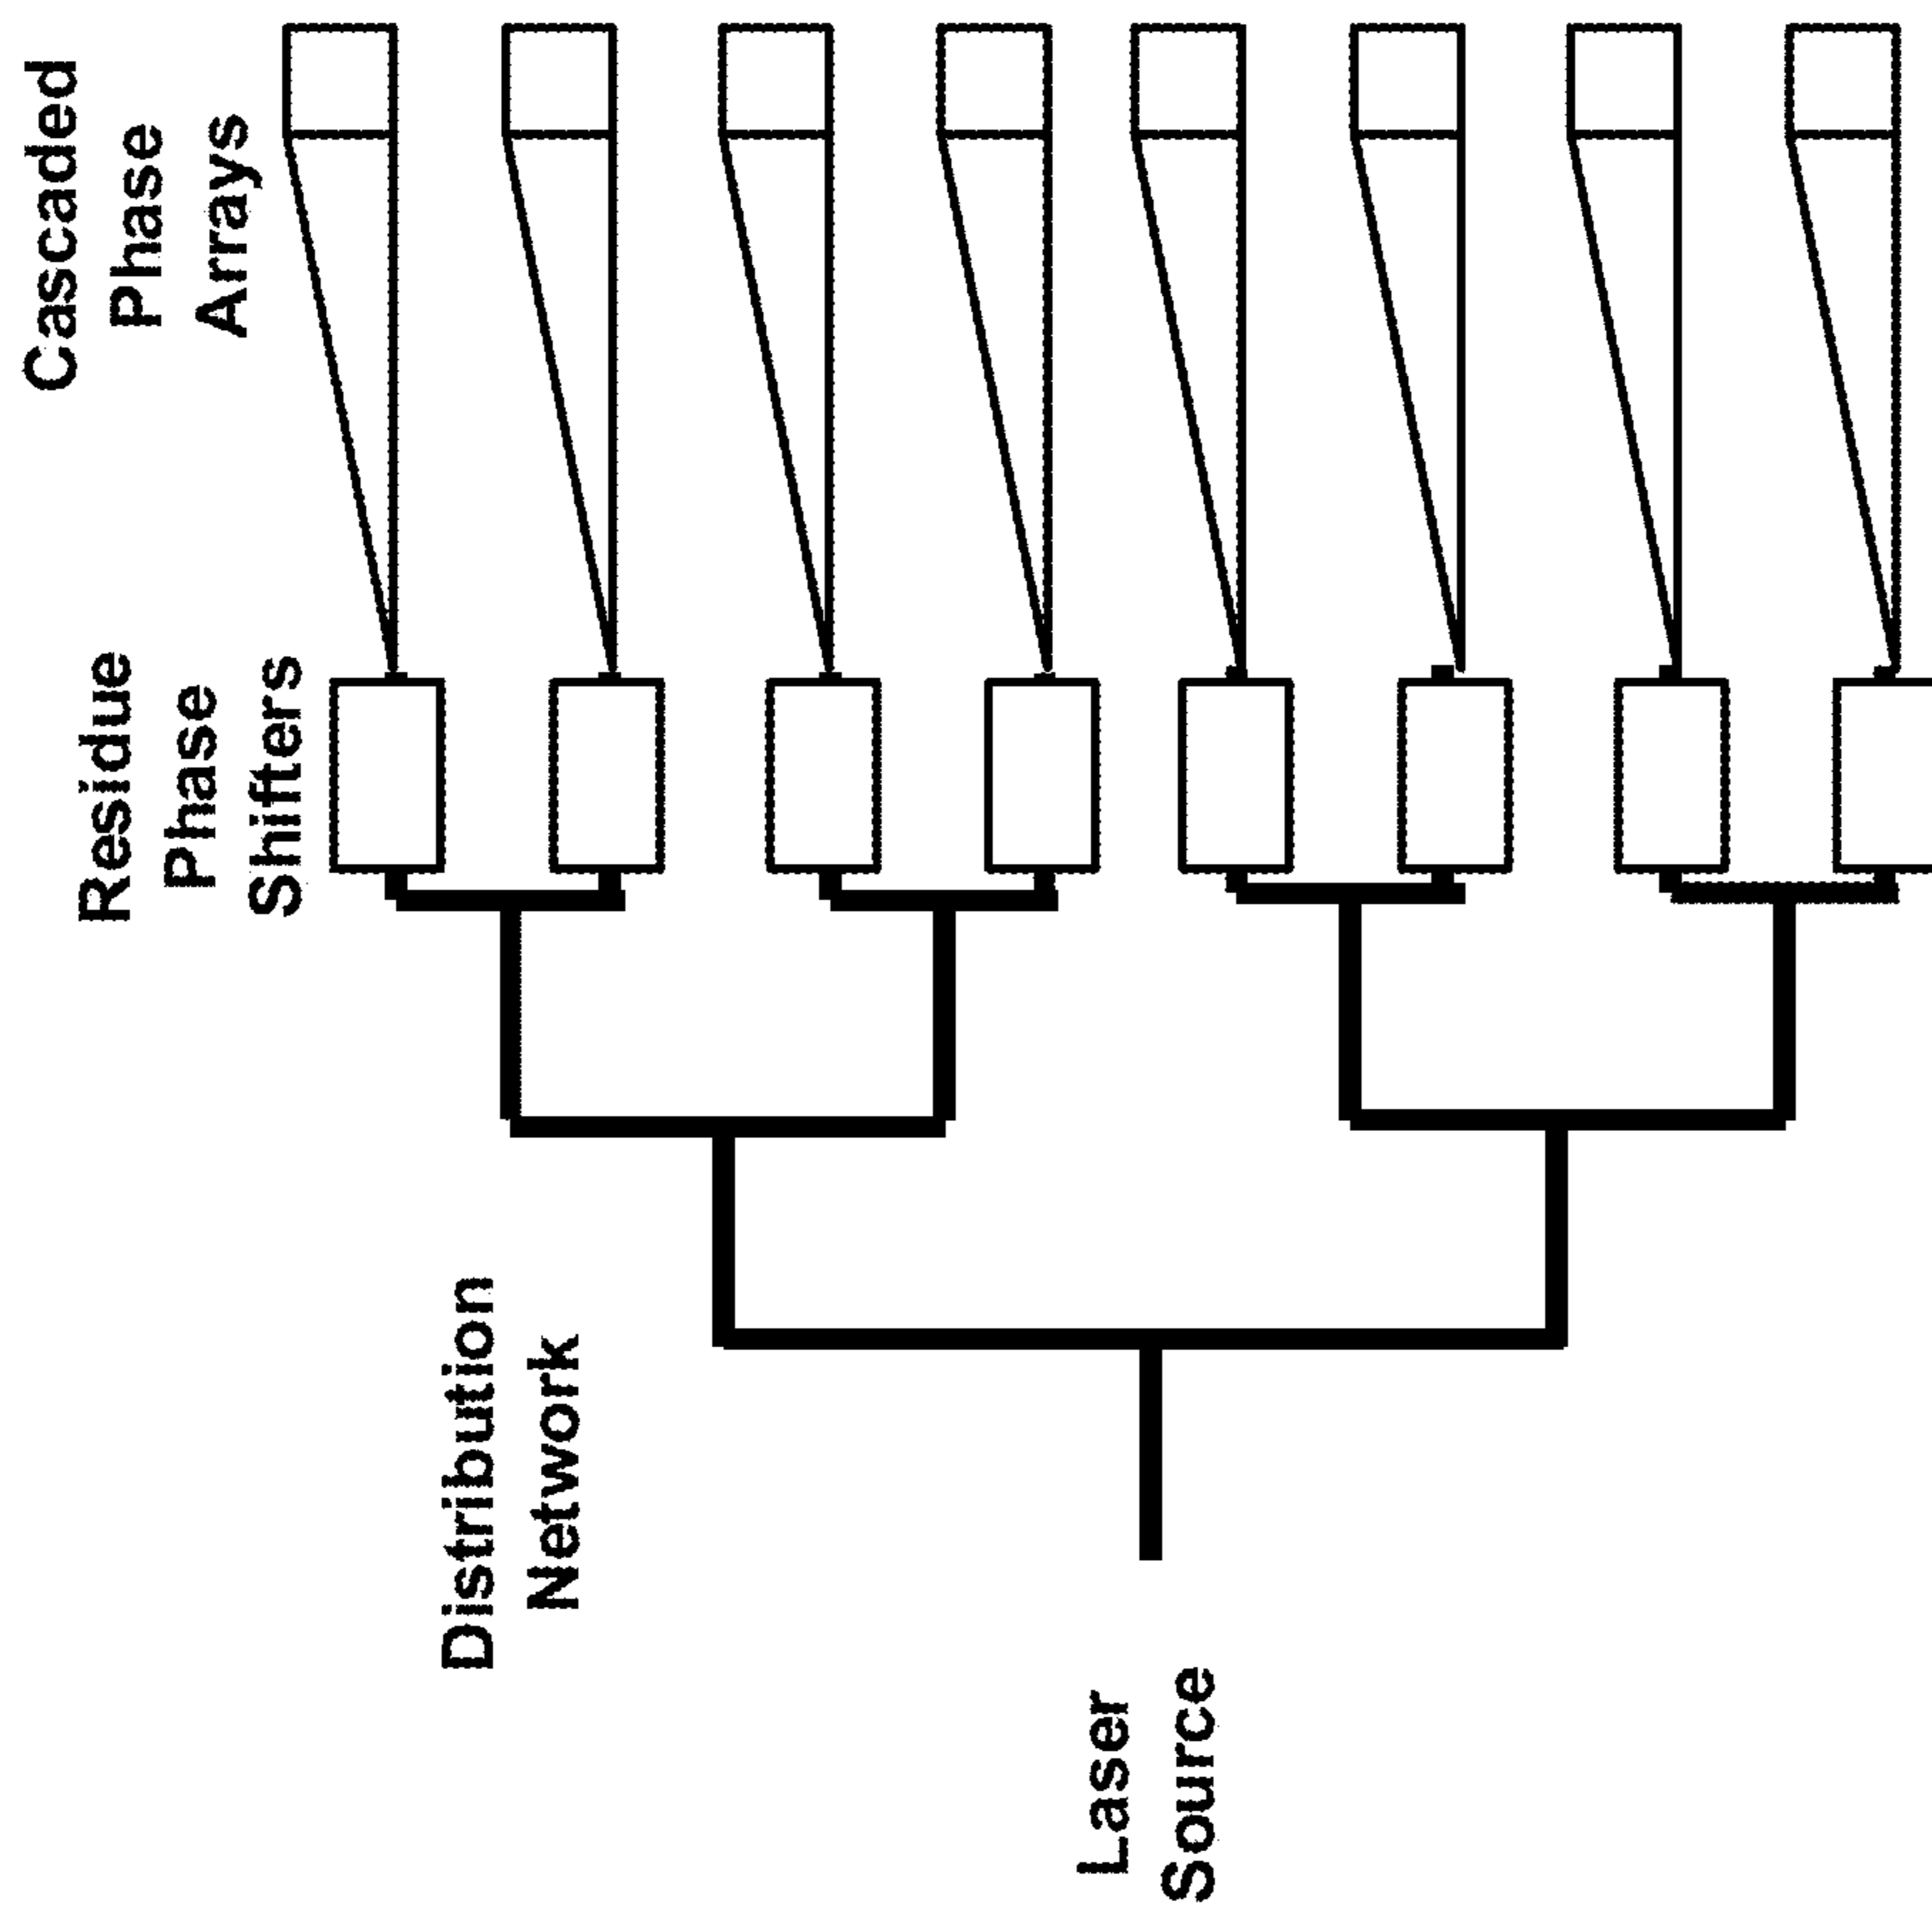 Cascaded
Phase
Arrays
Residue
Phase
Shifters
Distribution
Network
Laser
Source